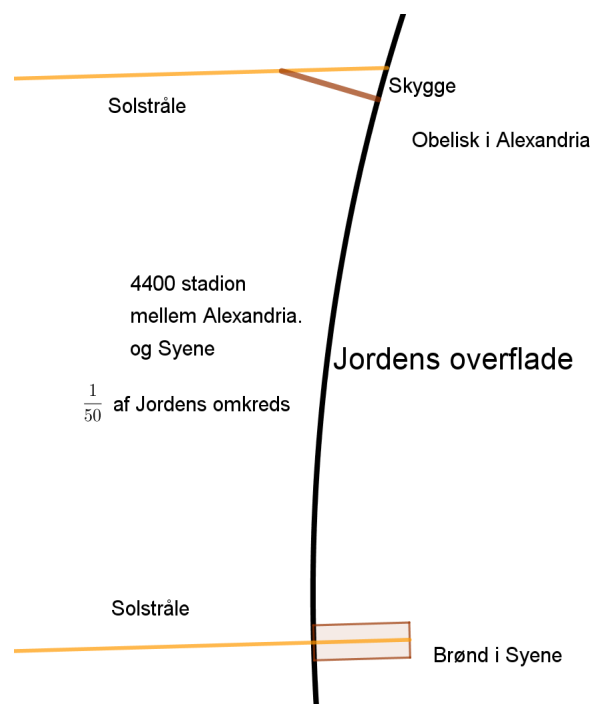 Skygge
Solstråle
Obelisk i Alexandria
4400 stadion
mellem Alexandria.
og Syene
Jordens overflade
1/50 af Jordens omkreds
Solstråle
Brønd i Syene